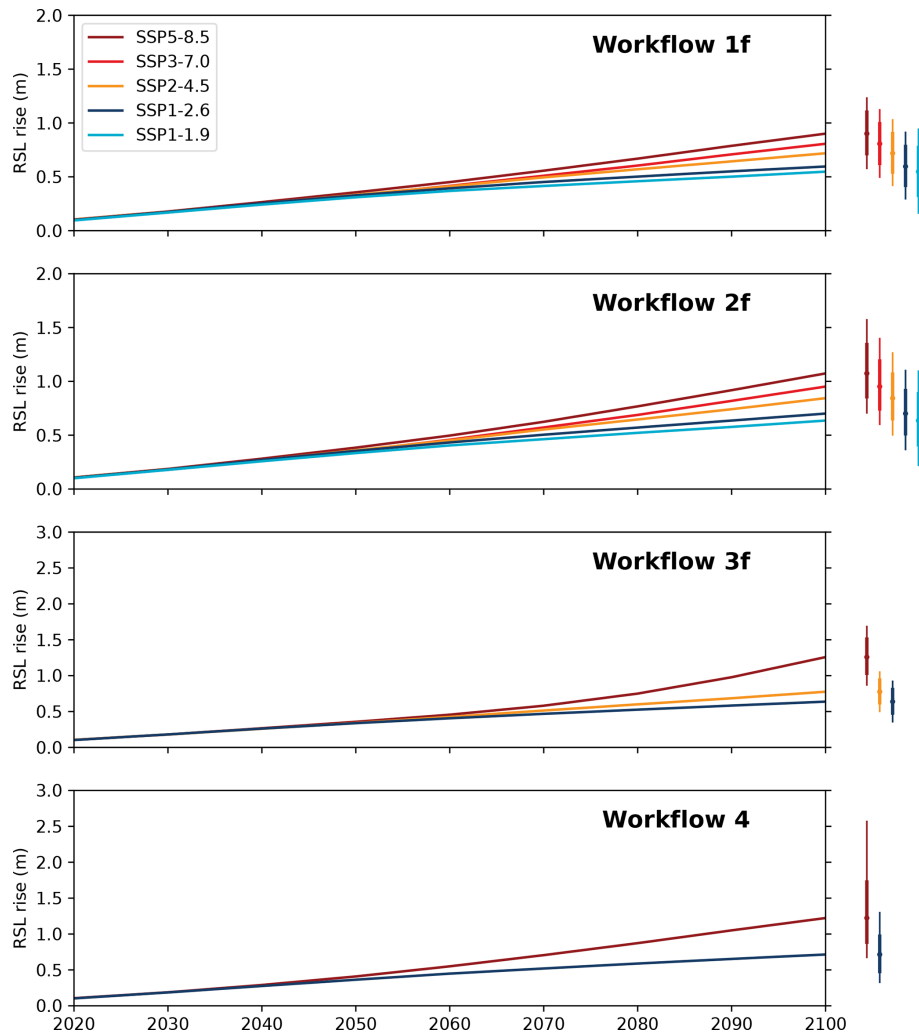 2.0
1.5
1.0
0.5
0.0
RSL rise (m)
SSP5-8.5
SSP3-7.0
SSP2-4.5
SSP1-2.6
SSP1-1.9
Workflow 1f
2.0
1.5
1.0
0.5
0.0
RSL rise (m)
Workflow 2f
3.0
2.5
2.0
1.5
1.0
0.5
0.0
RSL rise (m)
Workflow 3f
3.0
2.5
2.0
1.5
1.0
0.5
0.0
RSL rise (m)
Workflow 4
2020 2030 2040 2050 2060 2070 2080 2090 2100